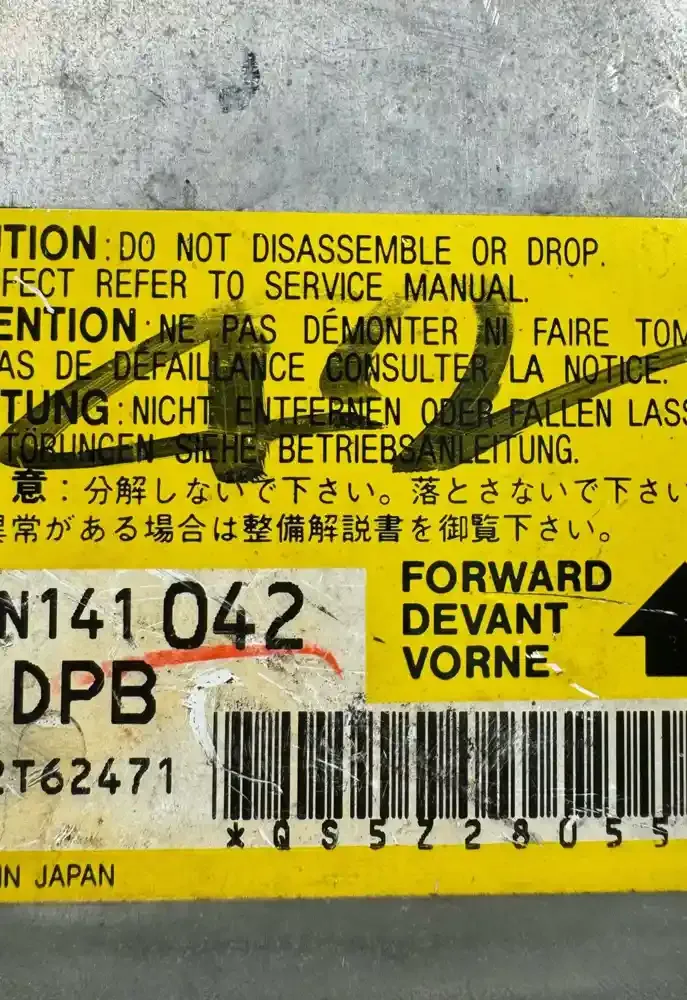 UTION : DO NOT DISASSEMBLE OR DROP.
FECT REFER TO SERVICE MANUAL.
ENTION : NE PAS DÉMONTER NI FAIRE TOM
AS DE DÉFAILLANCE CONSULTER LA NOTICE.
TUNG : NICHT ENTFERNEN ODER FALLEN LASS
TÖRUNGEN SIEHE BETRIEBSANLEITUNG.
意 : 分解しないで下さい。落とさないで下さい
異常がある場合は整備解説書を御覧下さい。
N141042
DPB
2T62471
FORWARD
DEVANT
VORNE
*QS5Z28055
IN JAPAN